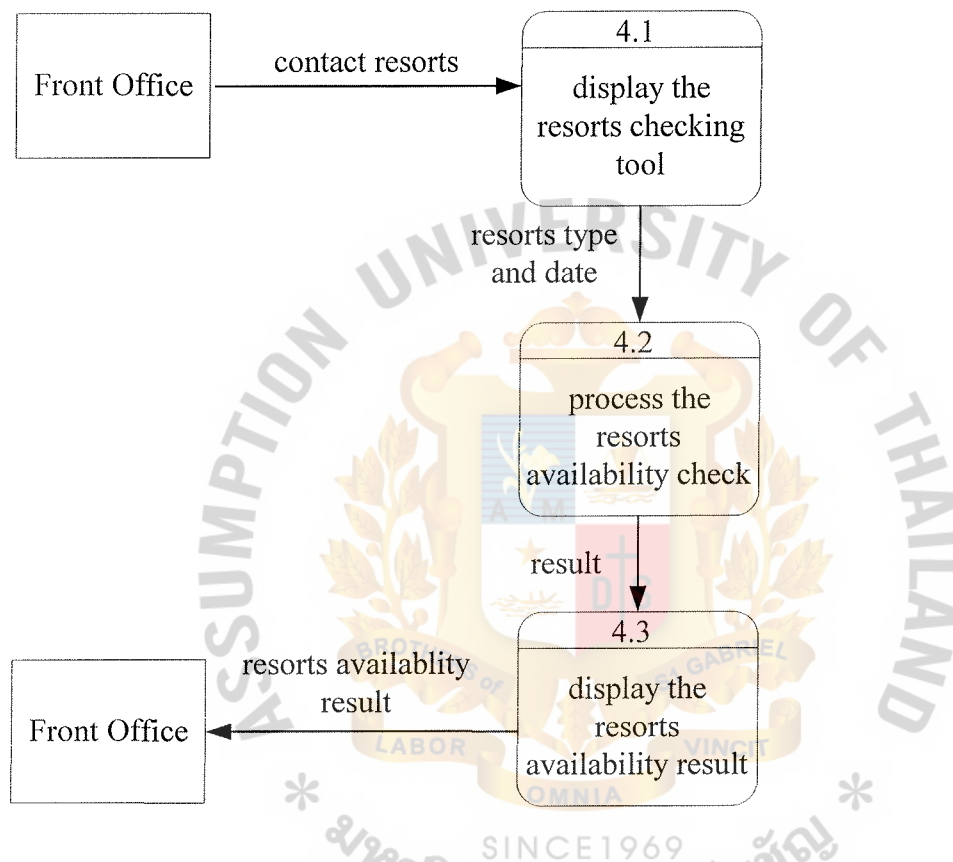 4.1
Front Office
contact resorts
display the
resorts checking
tool
resorts type
and date
4.2
process the
resorts
availability check
result
4.3
Front Office
resorts availablity
result
display the
resorts
availability result
ASSUMPTION UNIVERSITY OF THAILAND
A M
D S
BROTHERS of ST GABRIEL
LABOR
VINCIT
OMNIA
SINCE1969